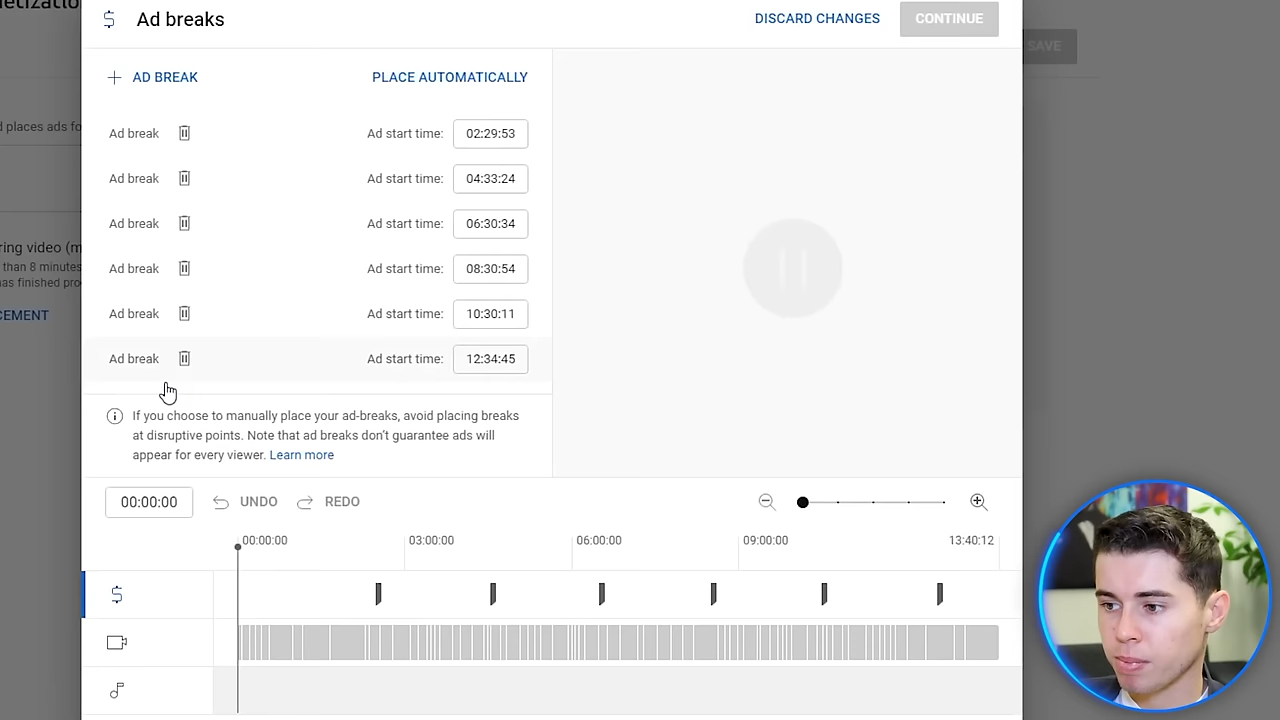 Ad breaks
DISCARD CHANGES
CONTINUE
SAVE
AD BREAK
PLACE AUTOMATICALLY
d places ads fo
Ad break
Ad start time:
02:29:53
Ad break
Ad start time:
04:33:24
Ad break
Ad start time:
06:30:34
ring video (m
than 8 minutes
has finished pro
Ad break
Ad start time:
08:30:54
CEMENT
Ad break
Ad start time:
10:30:11
Ad break
Ad start time:
12:34:45
If you choose to manually place your ad-breaks, avoid placing breaks
at disruptive points. Note that ad breaks don't guarantee ads will
appear for every viewer. Learn more
00:00:00
UNDO
REDO
00:00:00
03:00:00
06:00:00
09:00:00
13:40:12